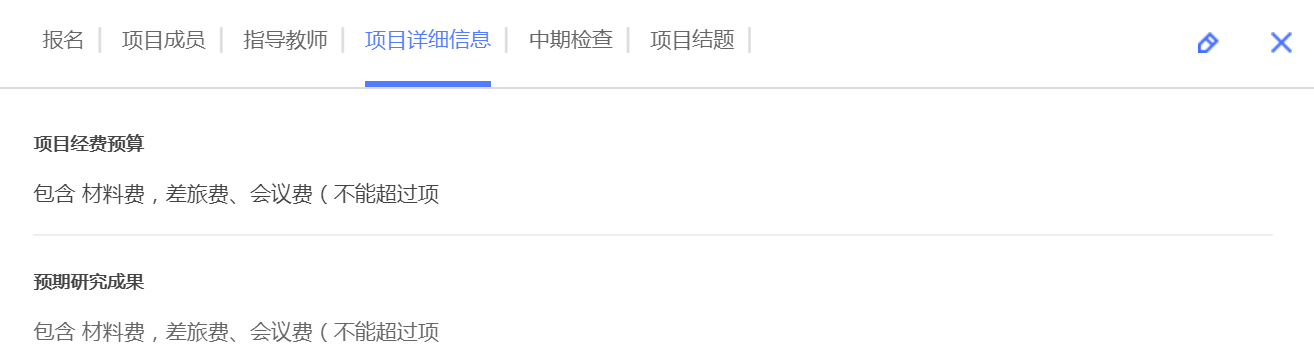 报名 项目成员 指导教师 项目详细信息 中期检查 项目结题
项目经费预算
包含 材料费，差旅费、会议费（不能超过项
预期研究成果
包含 材料费，差旅费、会议费（不能超过项